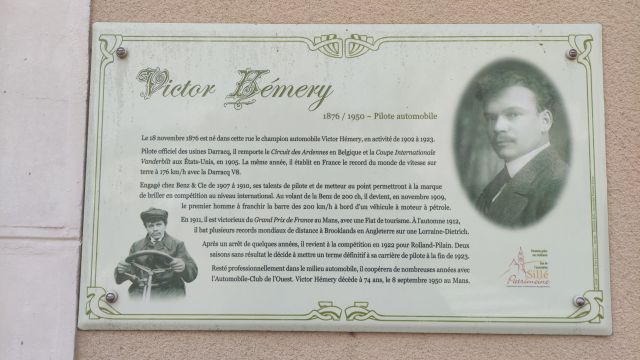 Victor Hémery
1876 / 1950 ~ Pilote automobile
Le 18 novembre 1876 est né dans cette rue le champion automobile Victor Hémery, en activité de 1902 à 1923.
Pilote officiel des usines Darracq, il remporte le Circuit des Ardennes en Belgique et la Coupe Internationale
Vanderbilt aux États-Unis, en 1905. La même année, il établit en France le record du monde de vitesse sur
terre à 176 km/h avec la Darracq V8.
Engagé chez Benz & Cie de 1907 à 1910, ses talents de pilote et de metteur au point permettront à la marque
de briller en compétition au niveau international. Au volant de la Benz de 200 ch, il devient, en novembre 1909,
le premier homme à franchir la barre des 200 km/h à bord d'un véhicule à moteur à pétrole.
En 1911, il est victorieux du Grand Prix de France au Mans, avec une Fiat de tourisme. À l'automne 1912,
il bat plusieurs records mondiaux de distance à Brooklands en Angleterre sur une Lorraine-Dietrich.
Après un arrêt de quelques années, il revient à la compétition en 1922 pour Rolland-Pilain. Deux
saisons sans résultat le décide à mettre un terme définitif à sa carrière de pilote à la fin de 1923.
Resté professionnellement dans le milieu automobile, il coopérera de nombreuses années avec
l'Automobile-Club de l'Ouest. Victor Hémery décède à 74 ans, le 8 septembre 1950 au Mans.
Sillé
Patrimoine